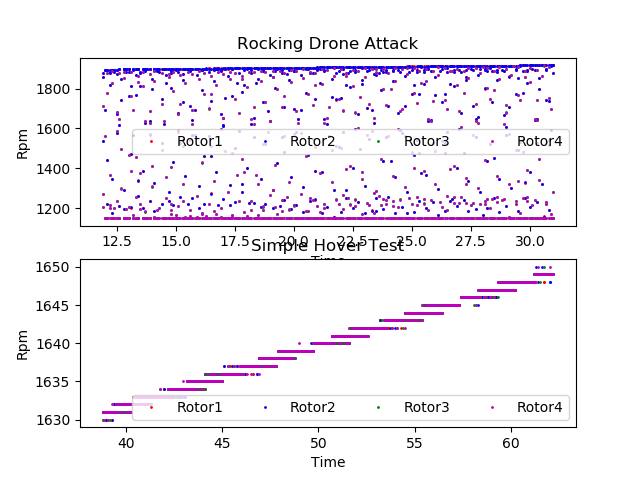 Rocking Drone Attack
Rpm
1800
1600
1400
1200
Rotor1 Rotor2 Rotor3 Rotor4
12.5 15.0 17.5 20.0 22.5 25.0 27.5 30.0
Time
Simple Hover Test
Rpm
1650
1645
1640
1635
1630
Rotor1 Rotor2 Rotor3 Rotor4
40 45 50 55 60
Time